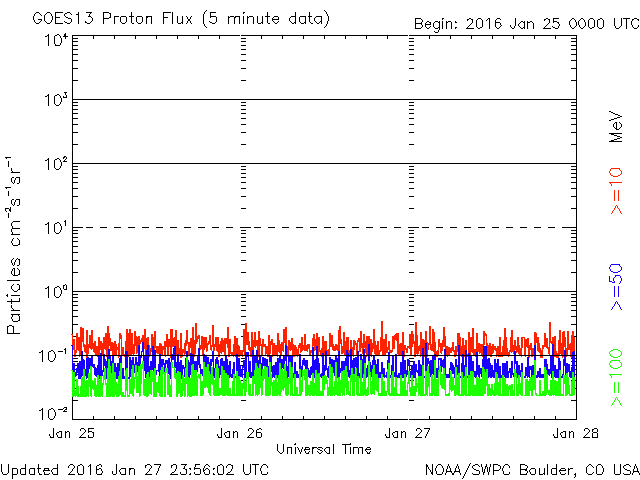 GOES13 Proton Flux (5 minute data)
Begin: 2016 Jan 25 0000 UTC
10⁴
10³
10²
10¹
10⁰
10⁻¹
10⁻²
Particles cm⁻²s⁻¹sr⁻¹
MeV
>=10
>=50
>=100
Jan 25
Jan 26
Jan 27
Jan 28
Universal Time
Updated 2016 Jan 27 23:56:02 UTC
NOAA/SWPC Boulder, CO USA